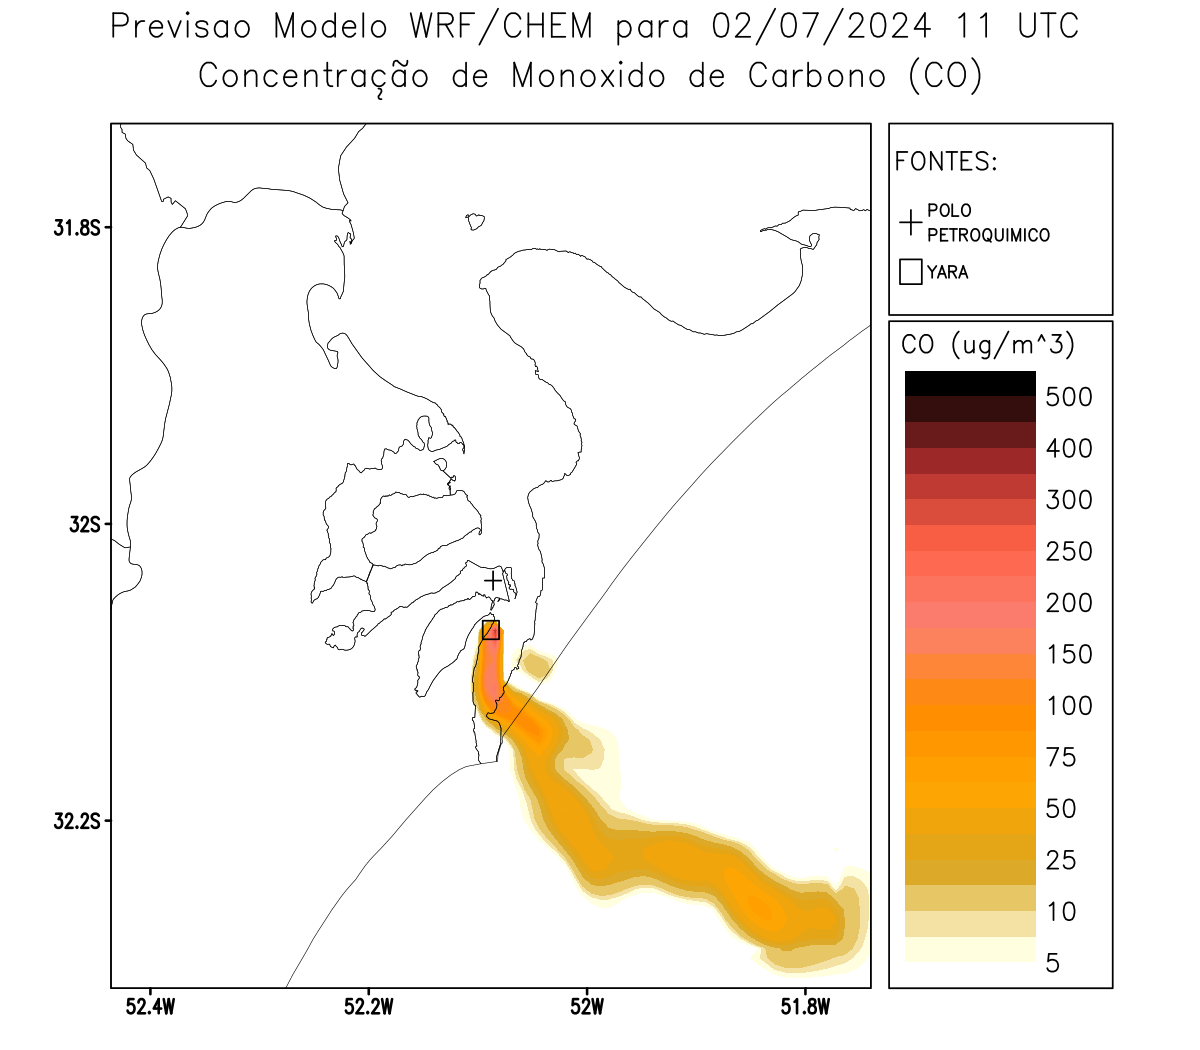 Previsao Modelo WRF/CHEM para 02/07/2024 11 UTC
Concentração de Monoxido de Carbono (CO)
FONTES:
POLO
PETROQUIMICO
YARA
CO (ug/m^3)
500
400
300
250
200
150
100
75
50
25
10
5
31.8S
32S
32.2S
52.4W
52.2W
52W
51.8W